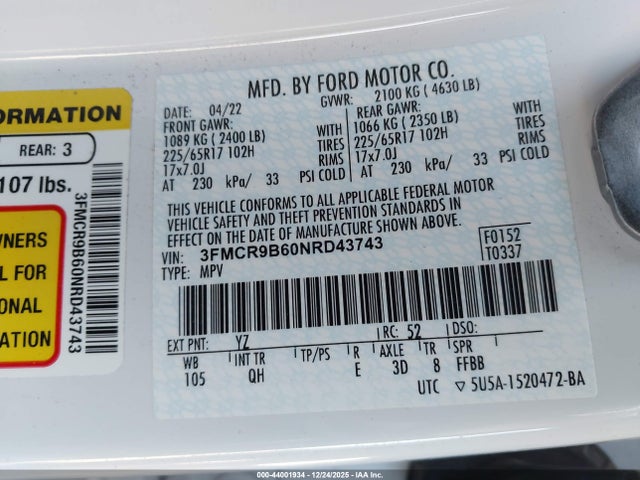 MFD. BY FORD MOTOR CO.
DATE: 04/22 GVWR: 2100 KG ( 4630 LB)
FRONT GAWR: REAR GAWR:
1089 KG ( 2400 LB) WITH 1066 KG ( 2350 LB) WITH
225/65R17 102H TIRES 225/65R17 102H TIRES
17x7.0J RIMS 17x7.0J RIMS
AT 230 kPa/ 33 PSI COLD AT 230 kPa/ 33 PSI COLD
THIS VEHICLE CONFORMS TO ALL APPLICABLE FEDERAL MOTOR
VEHICLE SAFETY AND THEFT PREVENTION STANDARDS IN
EFFECT ON THE DATE OF MANUFACTURE SHOWN ABOVE.
VIN: 3FMCR9B60NRD43743 F0152
TYPE: MPV T0337
EXT PNT: YZ RC: 52 DSO:
WB INT TR TP/PS R AXLE TR SPR
105 QH E 3D 8 FFBB
UTC ▽ 5U5A-1520472-BA
ORMATION
REAR: 3
107 lbs.
3FMCR9B60NRD43743
WNERS
L FOR
ONAL
ATION
000-44001934 - 12/24/2025 - IAAI.COM